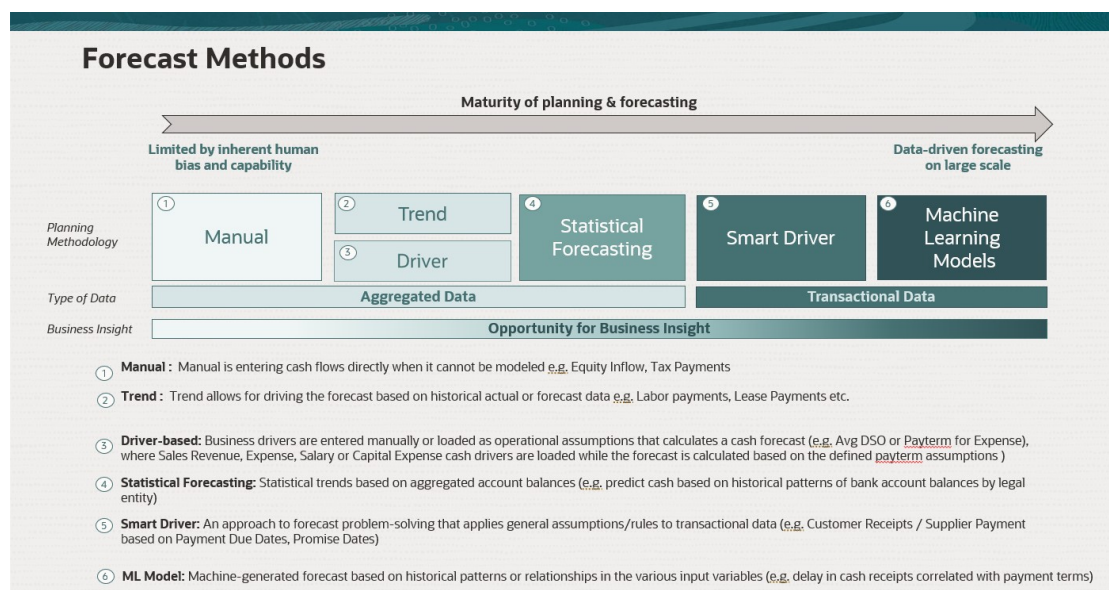 Forecast Methods
Maturity of planning & forecasting
Limited by inherent human
bias and capability
Data-driven forecasting
on large scale
Planning
Methodology
1
Manual
2
Trend
3
Driver
4
Statistical
Forecasting
5
Smart Driver
6
Machine
Learning
Models
Type of Data
Aggregated Data
Transactional Data
Business Insight
Opportunity for Business Insight
1 Manual : Manual is entering cash flows directly when it cannot be modeled e.g. Equity Inflow, Tax Payments
2 Trend : Trend allows for driving the forecast based on historical actual or forecast data e.g. Labor payments, Lease Payments etc.
3 Driver-based: Business drivers are entered manually or loaded as operational assumptions that calculates a cash forecast (e.g. Avg DSO or Payterm for Expense),
where Sales Revenue, Expense, Salary or Capital Expense cash drivers are loaded while the forecast is calculated based on the defined payterm assumptions )
4 Statistical Forecasting: Statistical trends based on aggregated account balances (e.g. predict cash based on historical patterns of bank account balances by legal
entity)
5 Smart Driver: An approach to forecast problem-solving that applies general assumptions/rules to transactional data (e.g. Customer Receipts / Supplier Payment
based on Payment Due Dates, Promise Dates)
6 ML Model: Machine-generated forecast based on historical patterns or relationships in the various input variables (e.g. delay in cash receipts correlated with payment terms)